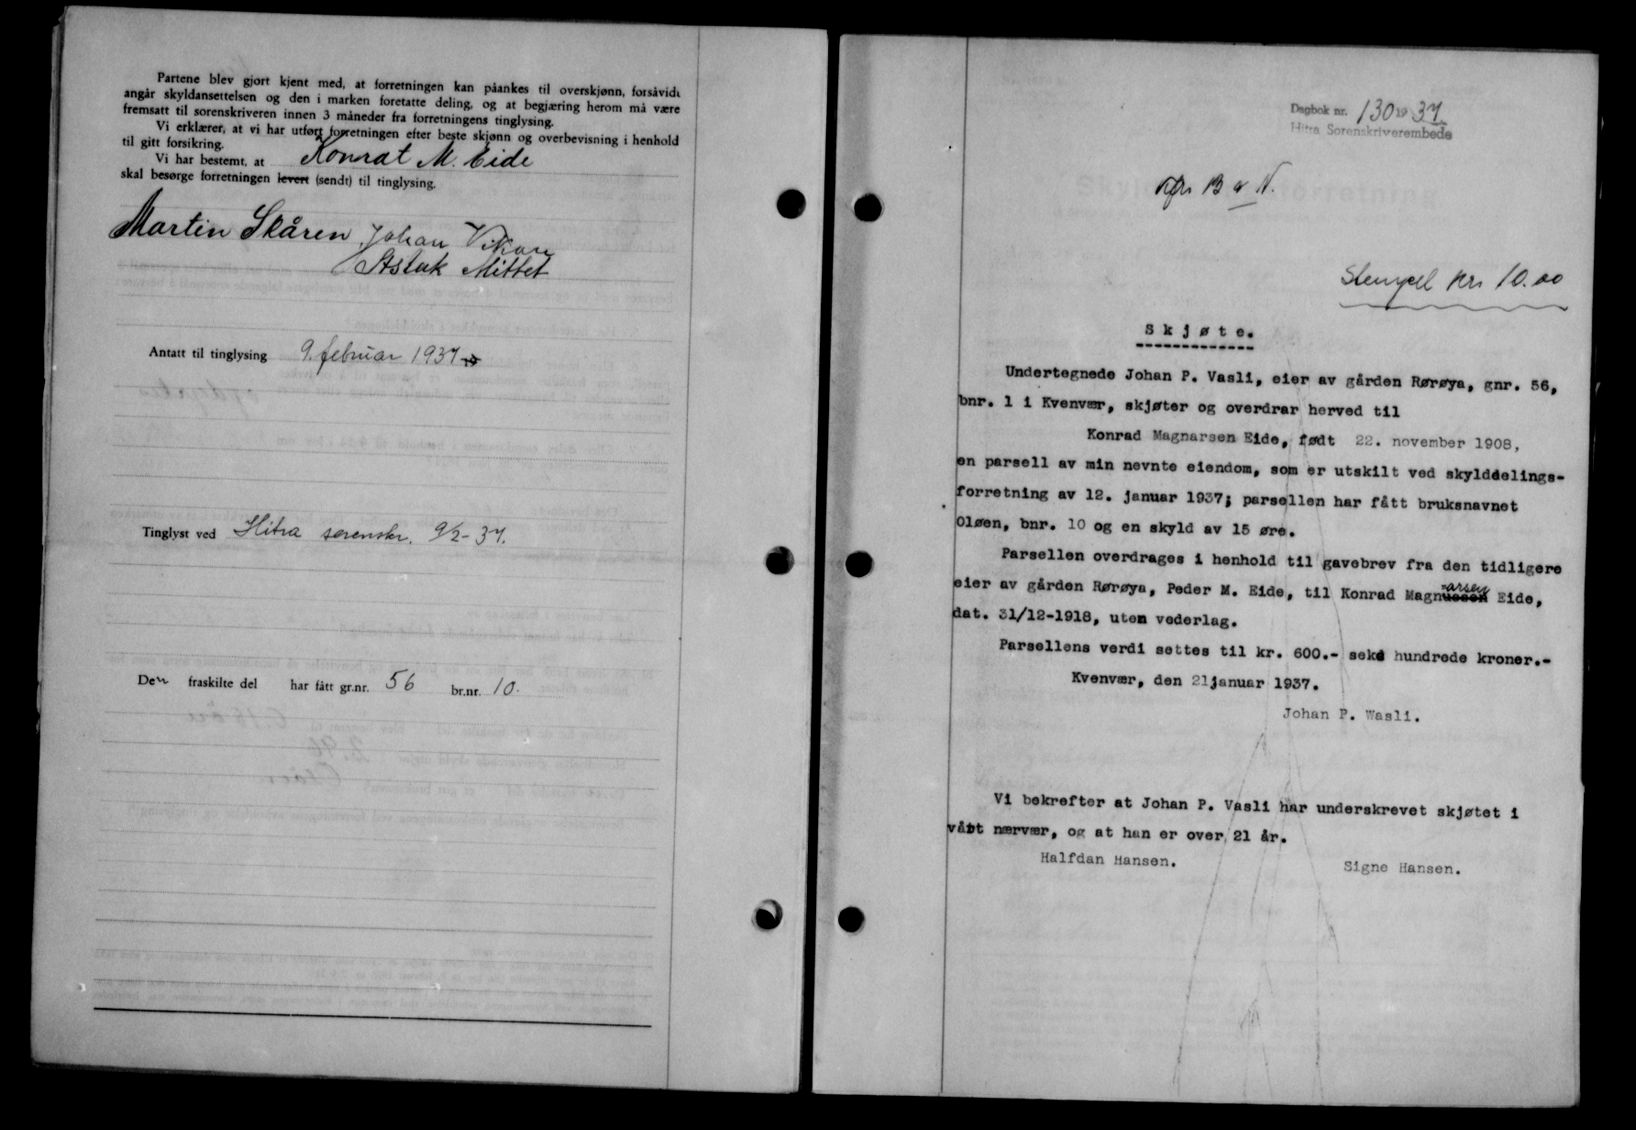 Partene blev gjort kjent med, at forretningen kan påankes til overskjønn, forsåvidt
angår skyldansettelsen og den i marken foretatte deling, og at begjæring herom må være
fremsatt til sorenskriveren innen 3 måneder fra forretningens tinglysing.
Vi erklærer, at vi har utført forretningen efter beste skjønn og overbevisning i henhold
til gitt forsikring.
Vi har bestemt, at Konrat M. Eide
skal besørge forretningen levert (sendt) til tinglysing.
Martin Skåren Johan Vikan
Aslak Mittet
Antatt til tinglysing 9. februar 1937
Tinglyst ved Hitra sorenskr. 9/2-37.
Den fraskilte del har fått gr.nr. 56 br.nr. 10.
Dagbok nr. 130 19 37.
Hitra Sorenskriverembede
Stempel kr. 10.00
Skjøte.
Undertegnede Johan P. Vasli, eier av gården Rørøya, gnr. 56,
bnr. 1 i Kvenvær, skjøter og overdrar herved til
Konrad Magnarsen Eide, født 22. november 1908,
en parsell av min nevnte eiendom, som er utskilt ved skylddelings-
forretning av 12. januar 1937; parsellen har fått bruksnavnet
Oløen, bnr. 10 og en skyld av 15 øre.
Parsellen overdrages i henhold til gavebrev fra den tidligere
eier av gården Rørøya, Peder M. Eide, til Konrad Magnarsen Eide,
dat. 31/12-1918, uten vederlag.
Parsellens verdi settes til kr. 600.- seks hundrede kroner.-
Kvenvær, den 21 januar 1937.
Johan P. Wasli.
Vi bekrefter at Johan P. Vasli har underskrevet skjøtet i
vårt nærvær, og at han er over 21 år.
Halfdan Hansen. Signe Hansen.